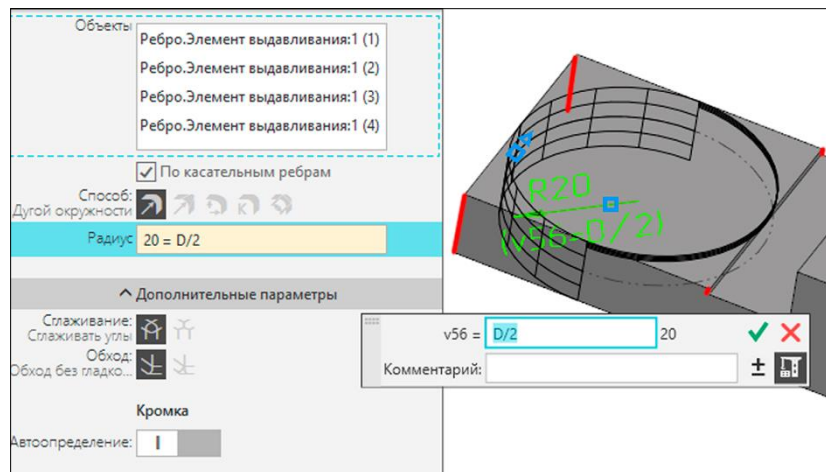 Объекты
Ребро.Элемент выдавливания:1 (1)
Ребро.Элемент выдавливания:1 (2)
Ребро.Элемент выдавливания:1 (3)
Ребро.Элемент выдавливания:1 (4)
По касательным ребрам
Способ:
Дугой окружности
Радиус 20 = D/2
Дополнительные параметры
Сглаживание:
Сглаживать углы
Обход:
Обход без гладко...
Кромка
Автоопределение:
R20
(v56=D/2)
v56 = D/2 20
Комментарий: